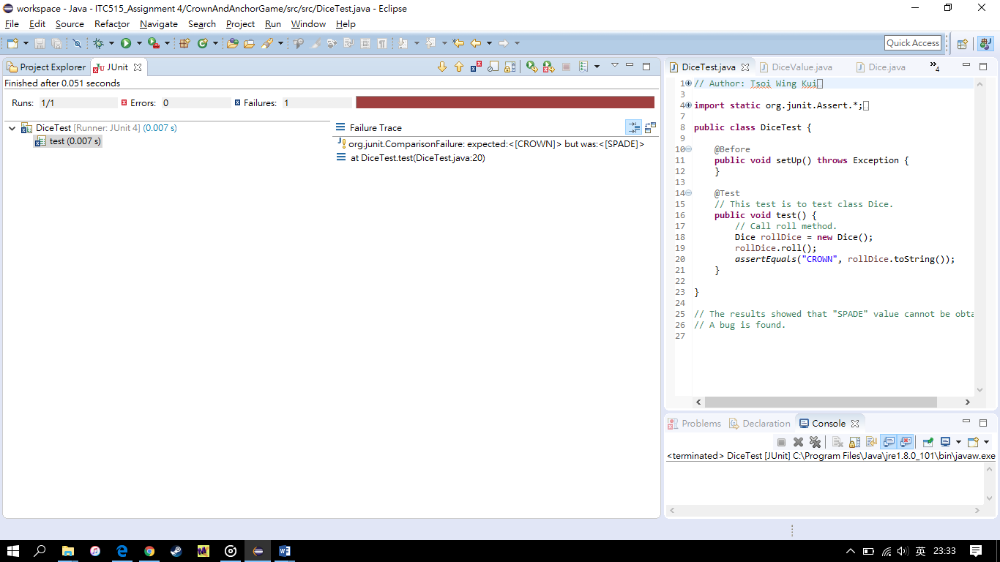 workspace - Java - ITC515_Assignment 4/CrownAndAnchorGame/src/src/DiceTest.java - Eclipse
File Edit Source Refactor Navigate Search Project Run Window Help
Quick Access
Project Explorer JUnit
Finished after 0.051 seconds
Runs: 1/1 Errors: 0 Failures: 1
DiceTest [Runner: JUnit 4] (0.007 s)
test (0.007 s)
Failure Trace
org.junit.ComparisonFailure: expected:<[CROWN]> but was:<[SPADE]>
at DiceTest.test(DiceTest.java:20)
DiceTest.java DiceValue.java Dice.java 4
1 // Author: Tsoi Wing Kui
3
4 import static org.junit.Assert.*;
7
8 public class DiceTest {
9
10 @Before
11 public void setUp() throws Exception {
12 }
13
14 @Test
15 // This test is to test class Dice.
16 public void test() {
17 // Call roll method.
18 Dice rollDice = new Dice();
19 rollDice.roll();
20 assertEquals("CROWN", rollDice.toString());
21 }
22
23 }
24
25 // The results showed that "SPADE" value cannot be obta
26 // A bug is found.
27
Problems Declaration Console
<terminated> DiceTest [JUnit] C:\Program Files\Java\jre1.8.0_101\bin\javaw.exe
英 23:33